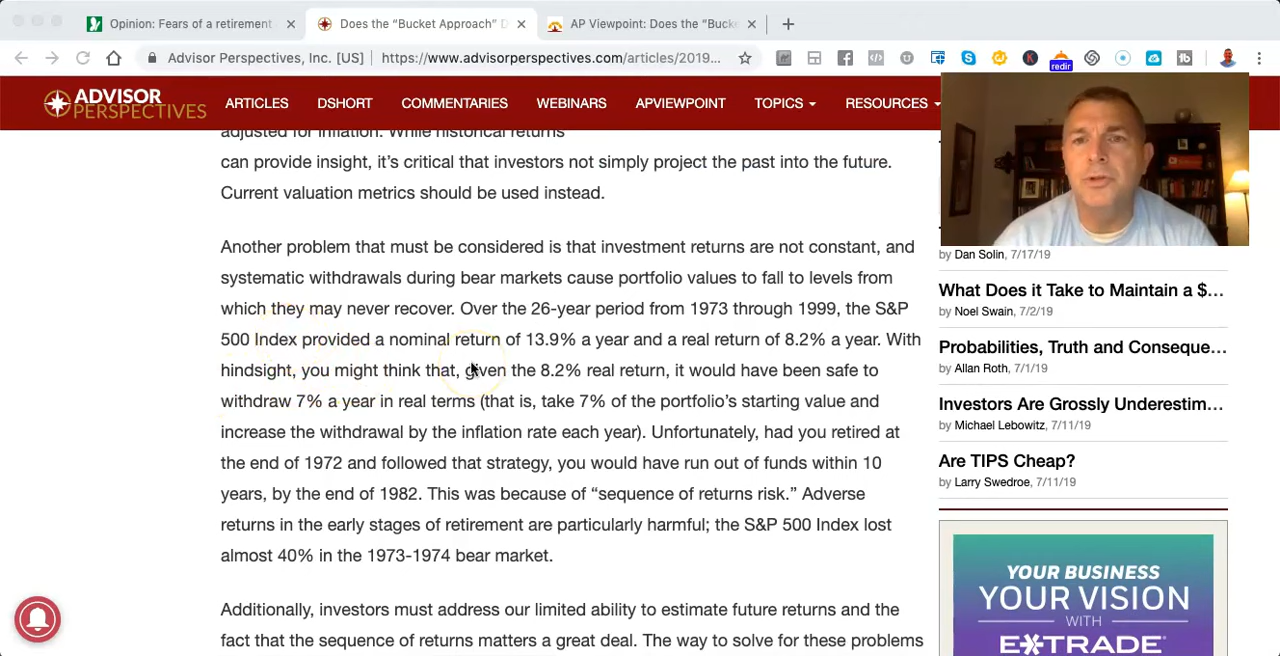 Opinion: Fears of a retirement
Does the “Bucket Approach” D
AP Viewpoint: Does the “Bucke
Advisor Perspectives Inc. [US]
https://www.advisorperspectives.com/articles/2019...
redir
ADVISOR
PERSPECTIVES
ARTICLES
DSHORT
COMMENTARIES
WEBINARS
APVIEWPOINT
TOPICS
RESOURCES
adjusted for inflation. While historical returns
can provide insight, it’s critical that investors not simply project the past into the future.
Current valuation metrics should be used instead.
Another problem that must be considered is that investment returns are not constant, and
systematic withdrawals during bear markets cause portfolio values to fall to levels from
which they may never recover. Over the 26-year period from 1973 through 1999, the S&P
500 Index provided a nominal return of 13.9% a year and a real return of 8.2% a year. With
hindsight, you might think that, given the 8.2% real return, it would have been safe to
withdraw 7% a year in real terms (that is, take 7% of the portfolio’s starting value and
increase the withdrawal by the inflation rate each year). Unfortunately, had you retired at
the end of 1972 and followed that strategy, you would have run out of funds within 10
years, by the end of 1982. This was because of “sequence of returns risk.” Adverse
returns in the early stages of retirement are particularly harmful; the S&P 500 Index lost
almost 40% in the 1973-1974 bear market.
Additionally, investors must address our limited ability to estimate future returns and the
fact that the sequence of returns matters a great deal. The way to solve for these problems
by Dan Solin, 7/17/19
What Does it Take to Maintain a $...
by Noel Swain, 7/2/19
Probabilities, Truth and Conseque...
by Allan Roth, 7/1/19
Investors Are Grossly Underestim...
by Michael Lebowitz, 7/11/19
Are TIPS Cheap?
by Larry Swedroe, 7/11/19
YOUR BUSINESS
YOUR VISION
WITH
E*TRADE